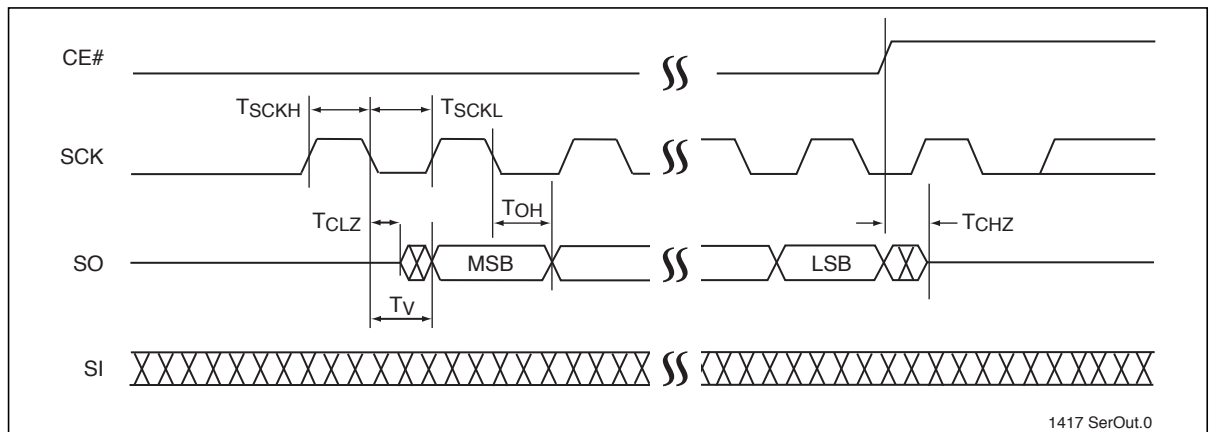 CE#
TSCKH TSCKL
SCK
TOH
TCLZ TCHZ
SO MSB LSB
TV
SI
1417 SerOut.0